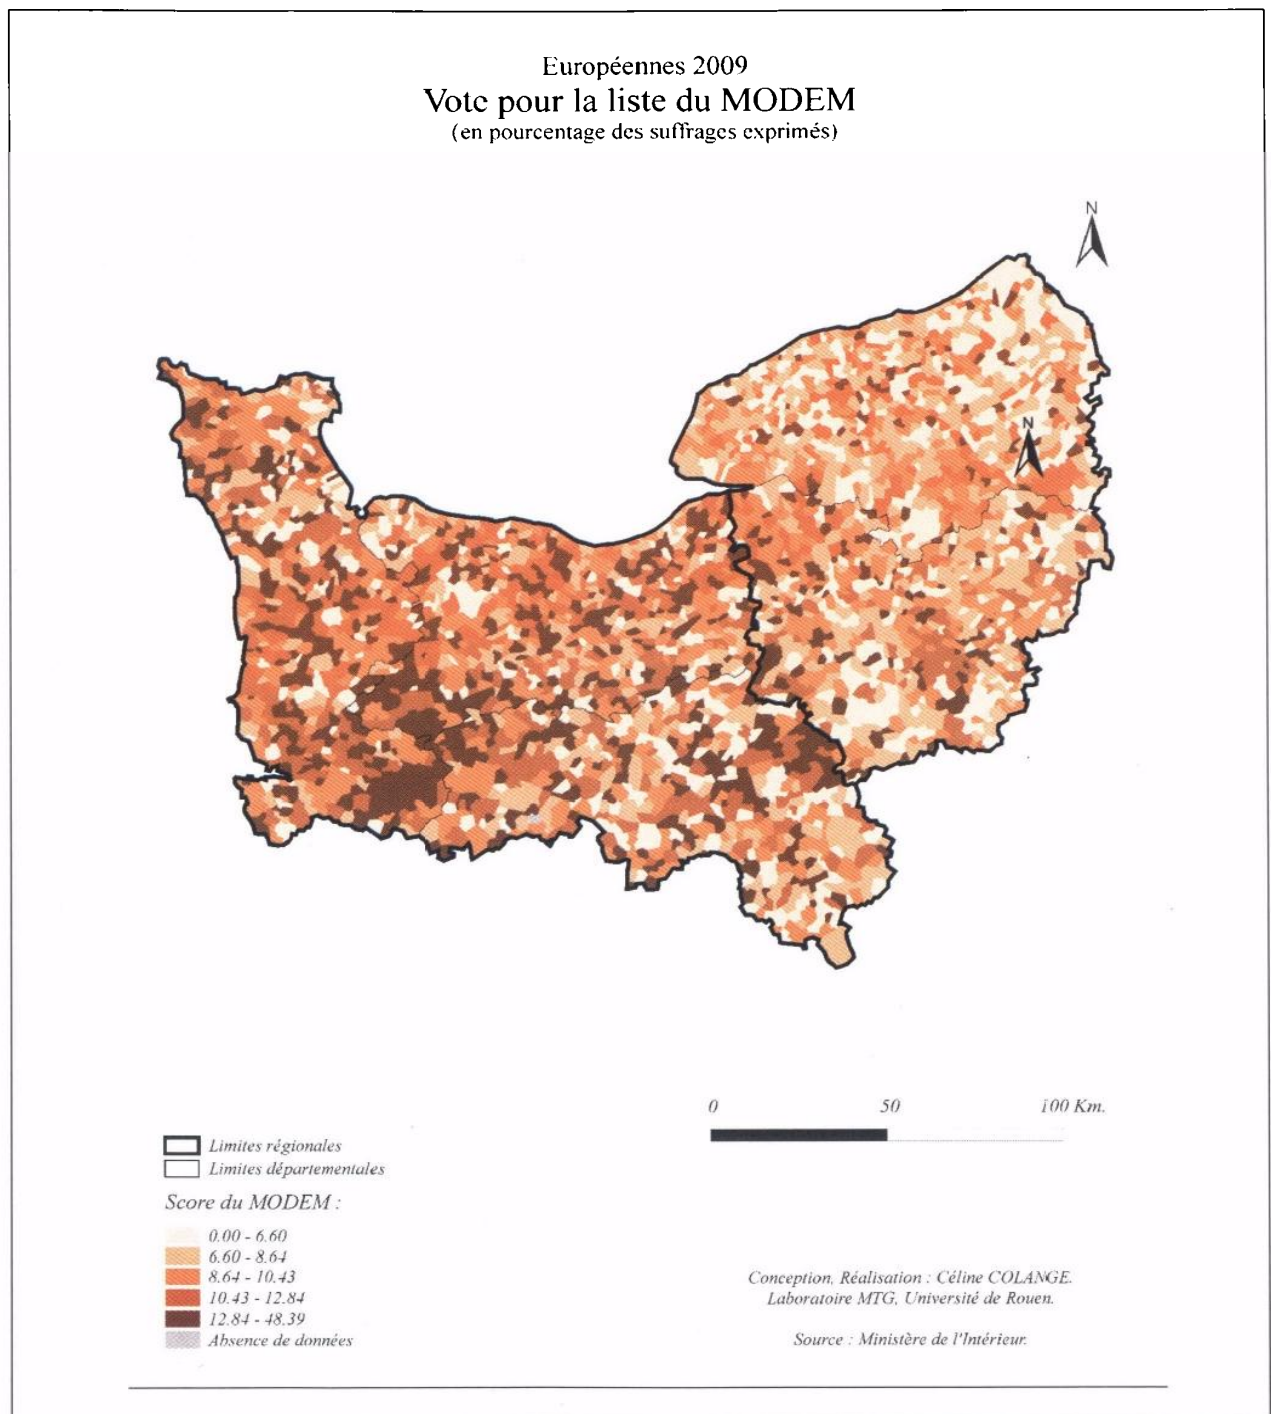 Européennes 2009
Vote pour la liste du MODEM
(en pourcentage des suffrages exprimés)
N
N
0 50 100 Km.
Limites régionales
Limites départementales
Score du MODEM :
0.00 - 6.60
6.60 - 8.64
8.64 - 10.43
10.43 - 12.84
12.84 - 48.39
Absence de données
Conception, Réalisation : Céline COLANGE.
Laboratoire MTG, Université de Rouen.
Source : Ministère de l'Intérieur.